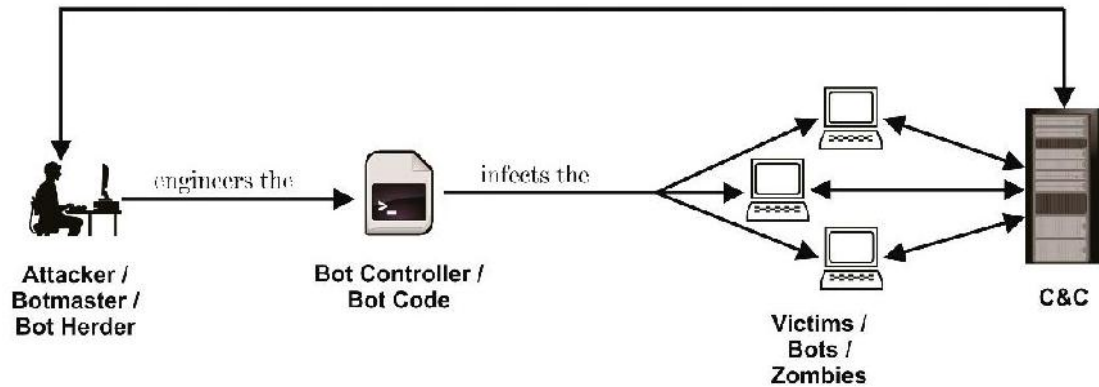 engineers the
infects the
Attacker /
Botmaster /
Bot Herder
>_
Bot Controller /
Bot Code
Victims /
Bots /
Zombies
C&C